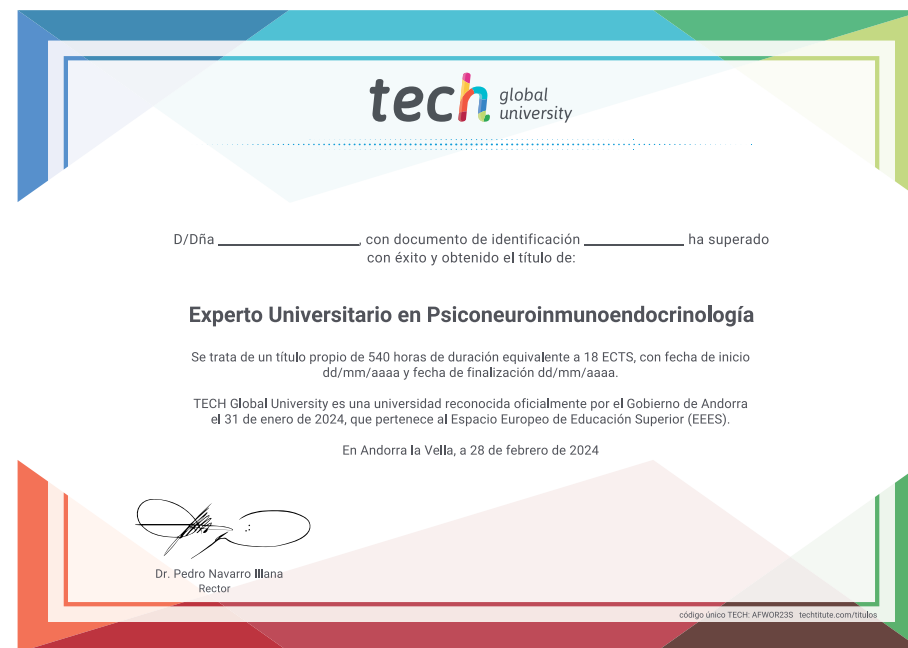 tech global university
D/Dña ____________________, con documento de identificación ______________ ha superado
con éxito y obtenido el título de:
Experto Universitario en Psiconeuroinmunoendocrinología
Se trata de un título propio de 540 horas de duración equivalente a 18 ECTS, con fecha de inicio
dd/mm/aaaa y fecha de finalización dd/mm/aaaa.
TECH Global University es una universidad reconocida oficialmente por el Gobierno de Andorra
el 31 de enero de 2024, que pertenece al Espacio Europeo de Educación Superior (EEES).
En Andorra la Vella, a 28 de febrero de 2024
Dr. Pedro Navarro Illana
Rector
código único TECH: AFWOR23S techtitute.com/titulos